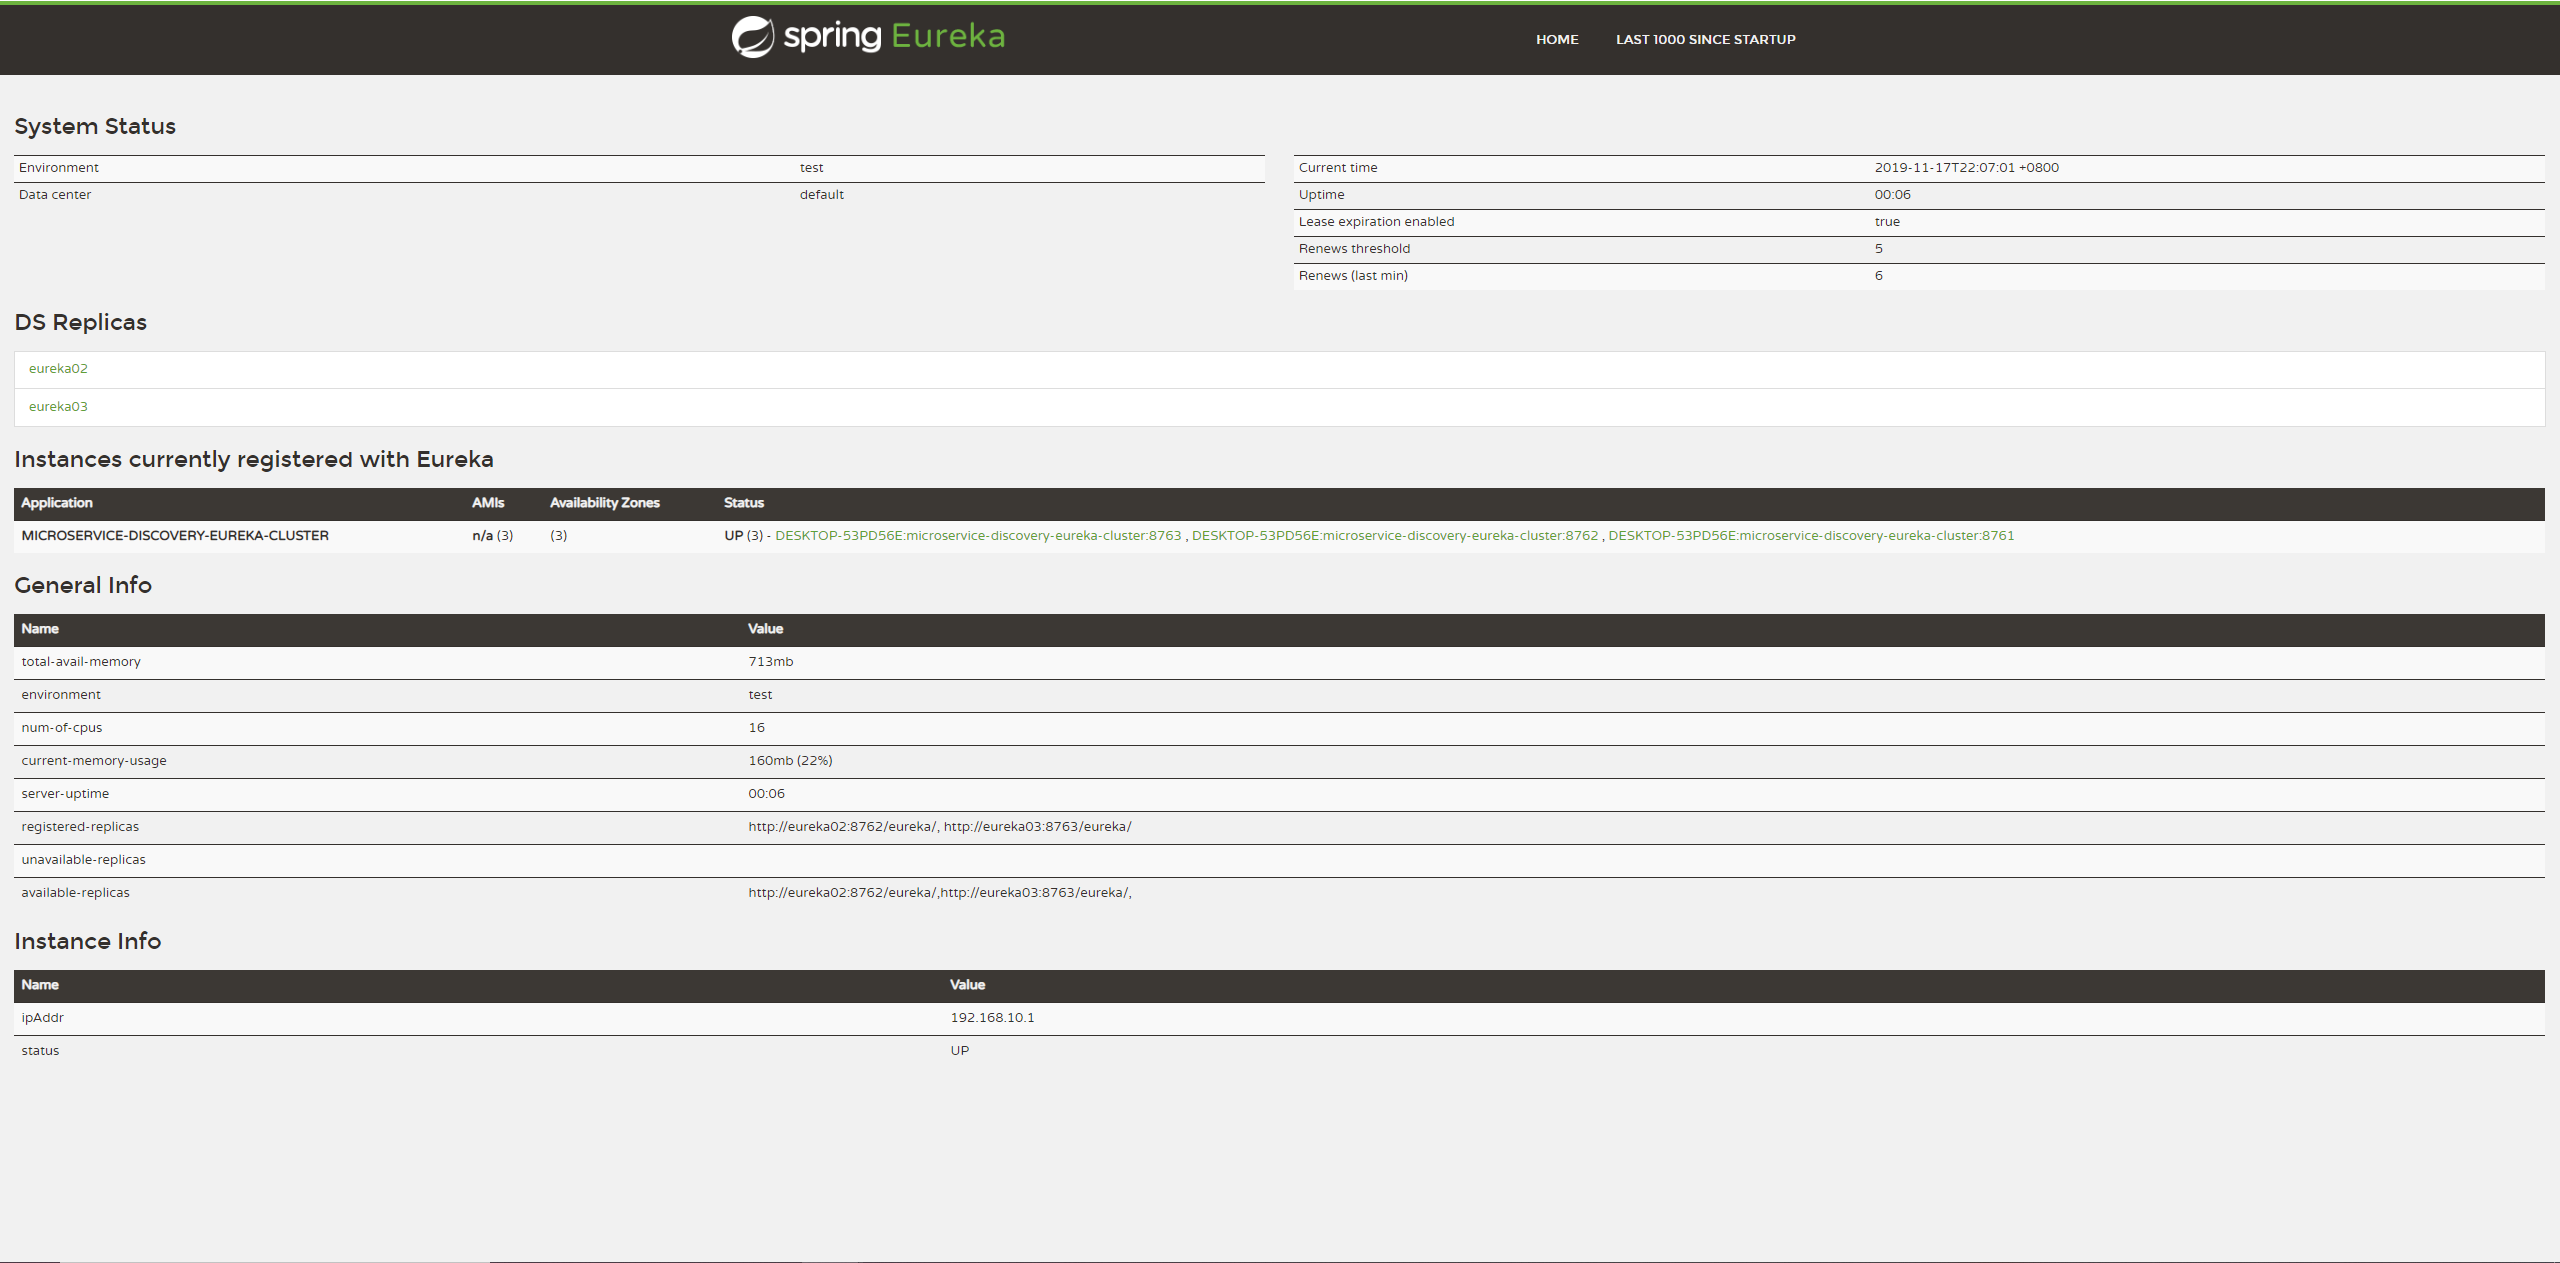 spring Eureka
HOME LAST 1000 SINCE STARTUP
System Status
Environment test
Data center default
Current time 2019-11-17T22:07:01 +0800
Uptime 00:06
Lease expiration enabled true
Renews threshold 5
Renews (last min) 6
DS Replicas
eureka02
eureka03
Instances currently registered with Eureka
Application AMIs Availability Zones Status
MICROSERVICE-DISCOVERY-EUREKA-CLUSTER n/a (3) (3) UP (3) - DESKTOP-53PD56E:microservice-discovery-eureka-cluster:8763 , DESKTOP-53PD56E:microservice-discovery-eureka-cluster:8762 , DESKTOP-53PD56E:microservice-discovery-eureka-cluster:8761
General Info
Name Value
total-avail-memory 713mb
environment test
num-of-cpus 16
current-memory-usage 160mb (22%)
server-uptime 00:06
registered-replicas http://eureka02:8762/eureka/, http://eureka03:8763/eureka/
unavailable-replicas
available-replicas http://eureka02:8762/eureka/,http://eureka03:8763/eureka/,
Instance Info
Name Value
ipAddr 192.168.10.1
status UP